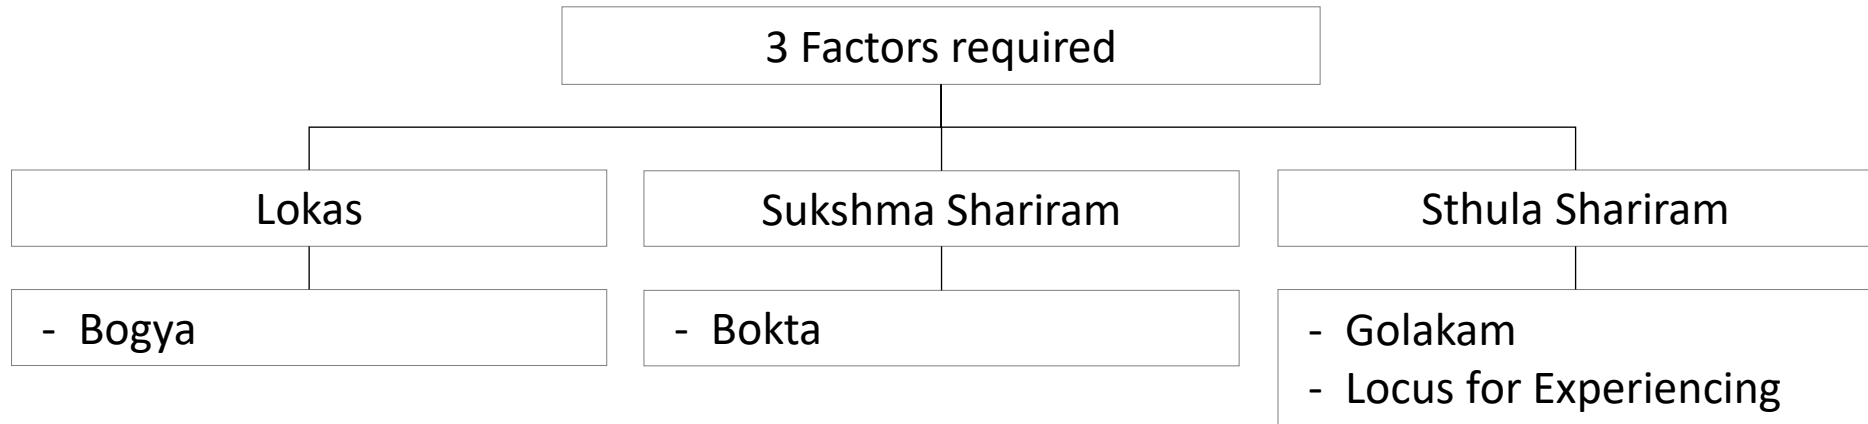 3 Factors required
Lokas
Sukshma Shariram
Sthula Shariram
- Bogya
- Bokta
- Golakam
- Locus for Experiencing